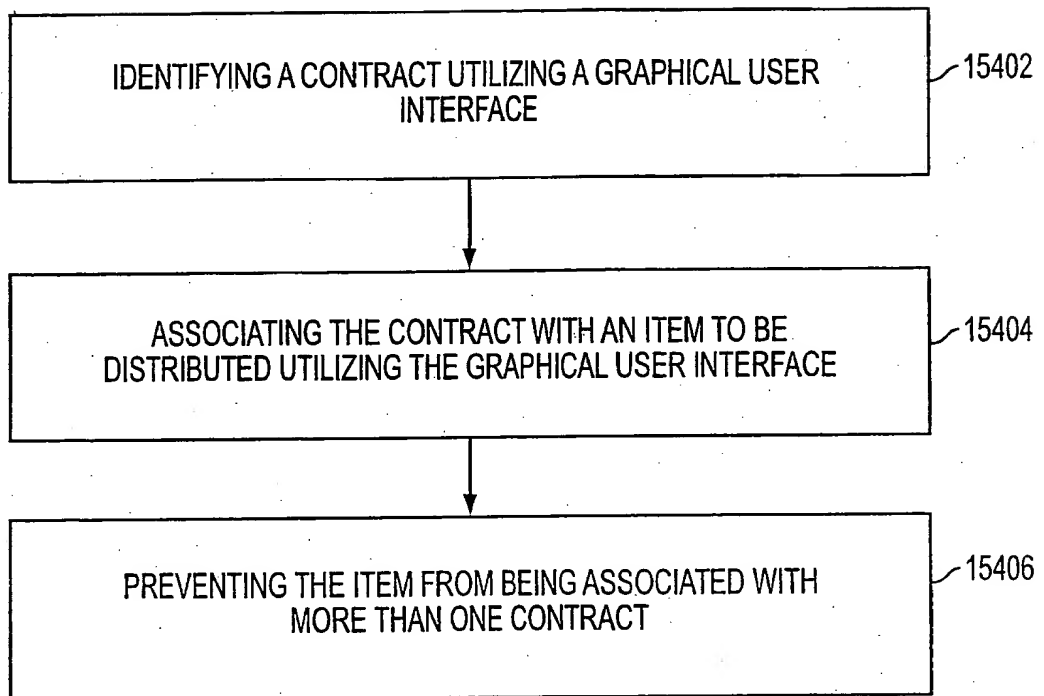 IDENTIFYING A CONTRACT UTILIZING A GRAPHICAL USER
INTERFACE
15402
ASSOCIATING THE CONTRACT WITH AN ITEM TO BE
DISTRIBUTED UTILIZING THE GRAPHICAL USER INTERFACE
15404
PREVENTING THE ITEM FROM BEING ASSOCIATED WITH
MORE THAN ONE CONTRACT
15406